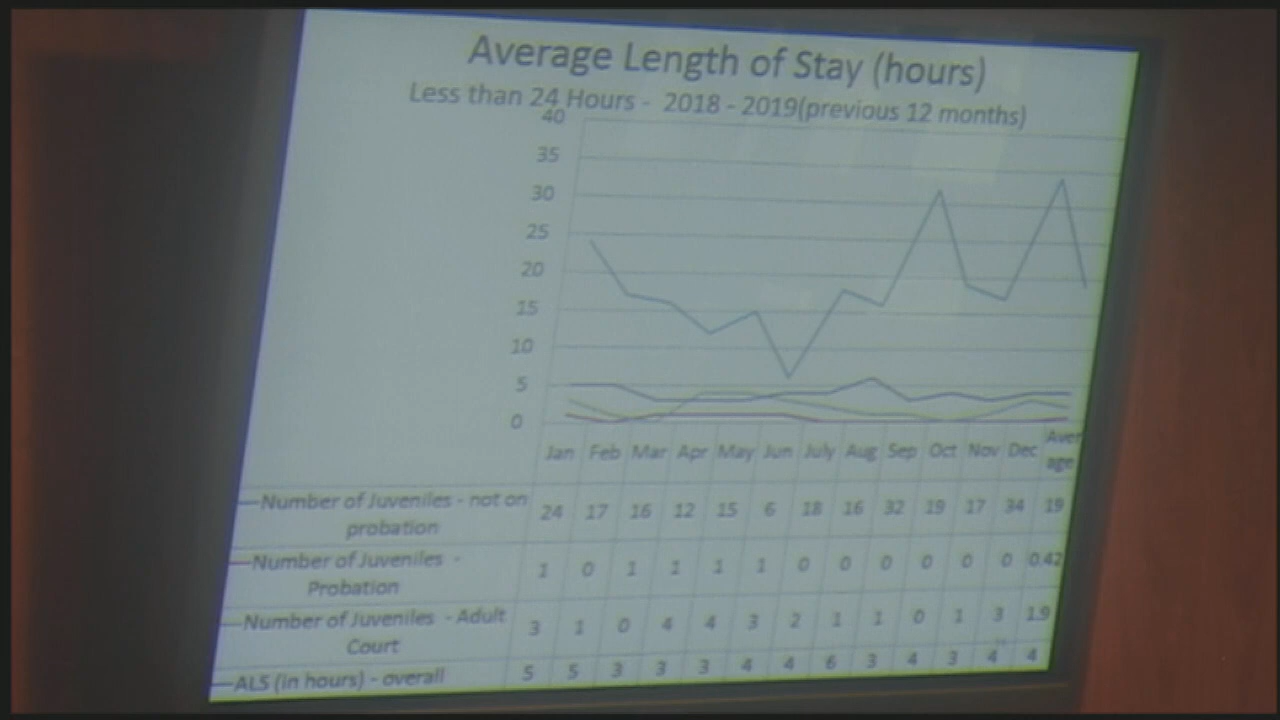 Average Length of Stay (hours)
Less than 24 Hours - 2018 - 2019(previous 12 months)
40
35
30
25
20
15
10
5
0
Jan Feb Mar Apr May Jun July Aug Sep Oct Nov Dec Aver
age
Number of Juveniles - not on
probation
24 17 16 12 15 6 18 16 32 19 17 34 19
Number of Juveniles -
Probation
1 0 1 1 1 1 0 0 0 0 0 0 0.42
Number of Juveniles - Adult
Court
3 1 0 4 4 3 2 1 1 0 1 3 1.9
ALS (in hours) - overall 5 5 3 3 3 4 4 6 3 4 3 4 4